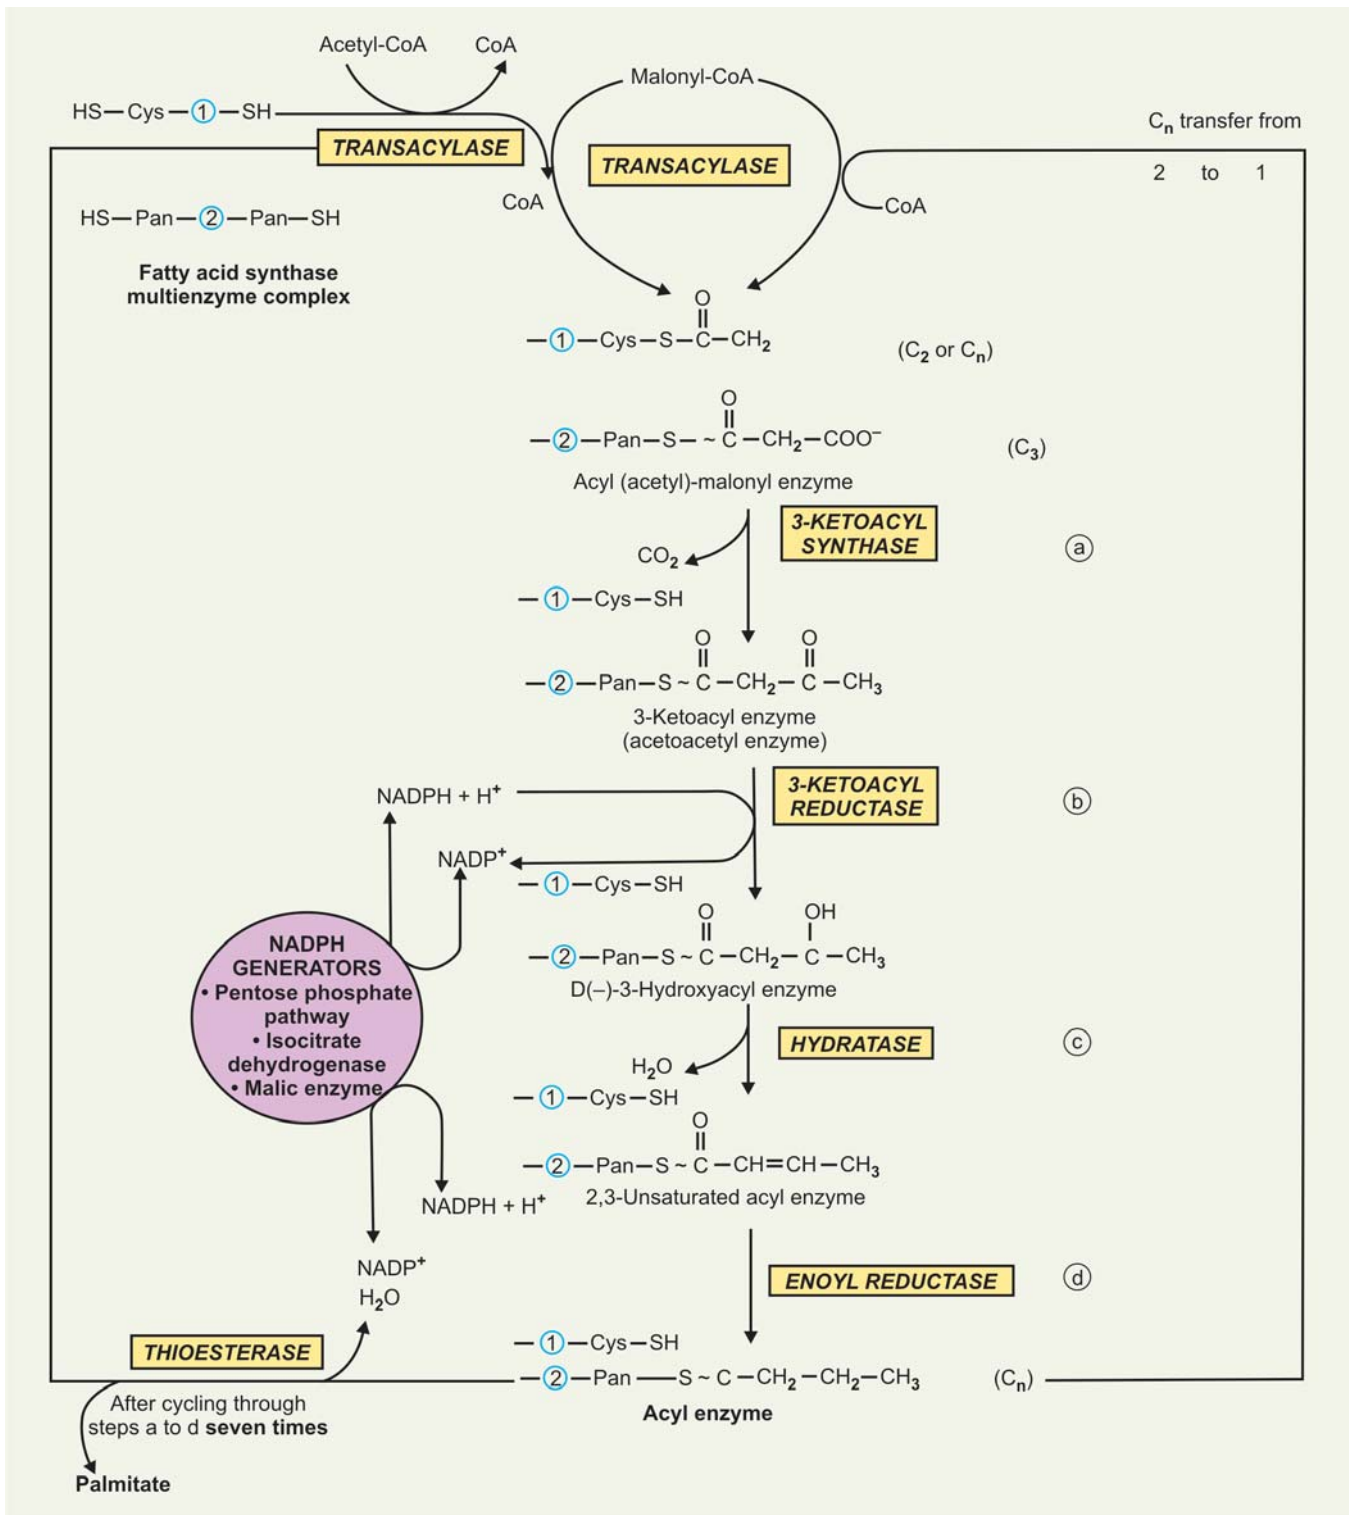 Acetyl-CoA
CoA
Malonyl-CoA
HS—Cys—①—SH
Cn transfer from
TRANSACYLASE
TRANSACYLASE
2 to 1
CoA
CoA
HS—Pan—②—Pan—SH
Fatty acid synthase
multienzyme complex
O
—①—Cys—S—C—CH2
(C2 or Cn)
O
—②—Pan—S— ~ C—CH2—COO−
(C3)
Acyl (acetyl)-malonyl enzyme
3-KETOACYL
SYNTHASE
ⓐ
CO2
—①—Cys—SH
O O
—②—Pan—S ~ C—CH2—C—CH3
3-Ketoacyl enzyme
(acetoacetyl enzyme)
3-KETOACYL
REDUCTASE
ⓑ
NADPH + H+
NADP+
—①—Cys—SH
O OH
—②—Pan—S ~ C—CH2—C—CH3
D(–)-3-Hydroxyacyl enzyme
NADPH
GENERATORS
• Pentose phosphate
pathway
• Isocitrate
dehydrogenase
• Malic enzyme
HYDRATASE
ⓒ
H2O
—①—Cys—SH
O
—②—Pan—S ~ C—CH=CH—CH3
2,3-Unsaturated acyl enzyme
NADPH + H+
NADP+
H2O
ENOYL REDUCTASE
ⓓ
THIOESTERASE
—①—Cys—SH
—②—Pan—S ~ C—CH2—CH2—CH3
(Cn)
Acyl enzyme
After cycling through
steps a to d seven times
Palmitate